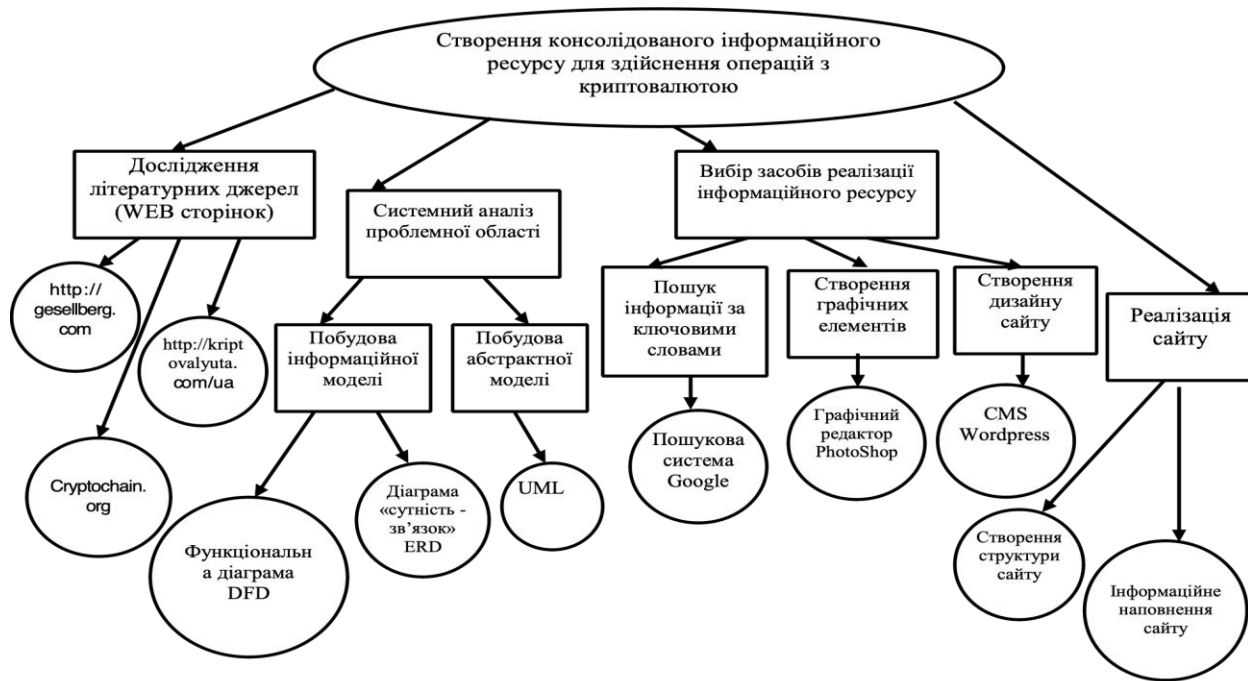 Створення консолідованого інформаційного
ресурсу для здійснення операцій з
криптовалютою
Дослідження
літературних джерел
(WEB сторінок)
Системний аналіз
проблемної області
Вибір засобів реалізації
інформаційного ресурсу
Реалізація
сайту
http://
gesellberg.
com
http://kript
ovalyuta.
com/ua
Cryptochain.
org
Побудова
інформаційної
моделі
Побудова
абстрактної
моделі
Пошук
інформації за
ключовими
словами
Створення
графічних
елементів
Створення
дизайну
сайту
Функціональн
а діаграма
DFD
Діаграма
«сутність -
зв’язок»
ERD
UML
Пошукова
система
Google
Графічний
редактор
PhotoShop
CMS
Wordpress
Створення
структури
сайту
Інформаційне
наповнення
сайту